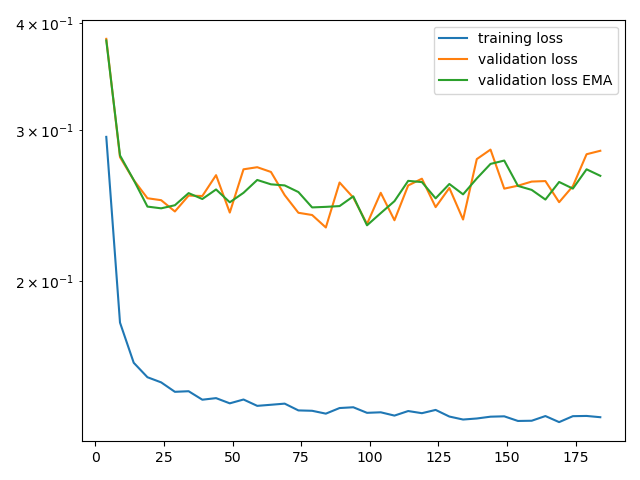 4 × 10⁻¹
3 × 10⁻¹
2 × 10⁻¹
0 25 50 75 100 125 150 175
training loss
validation loss
validation loss EMA